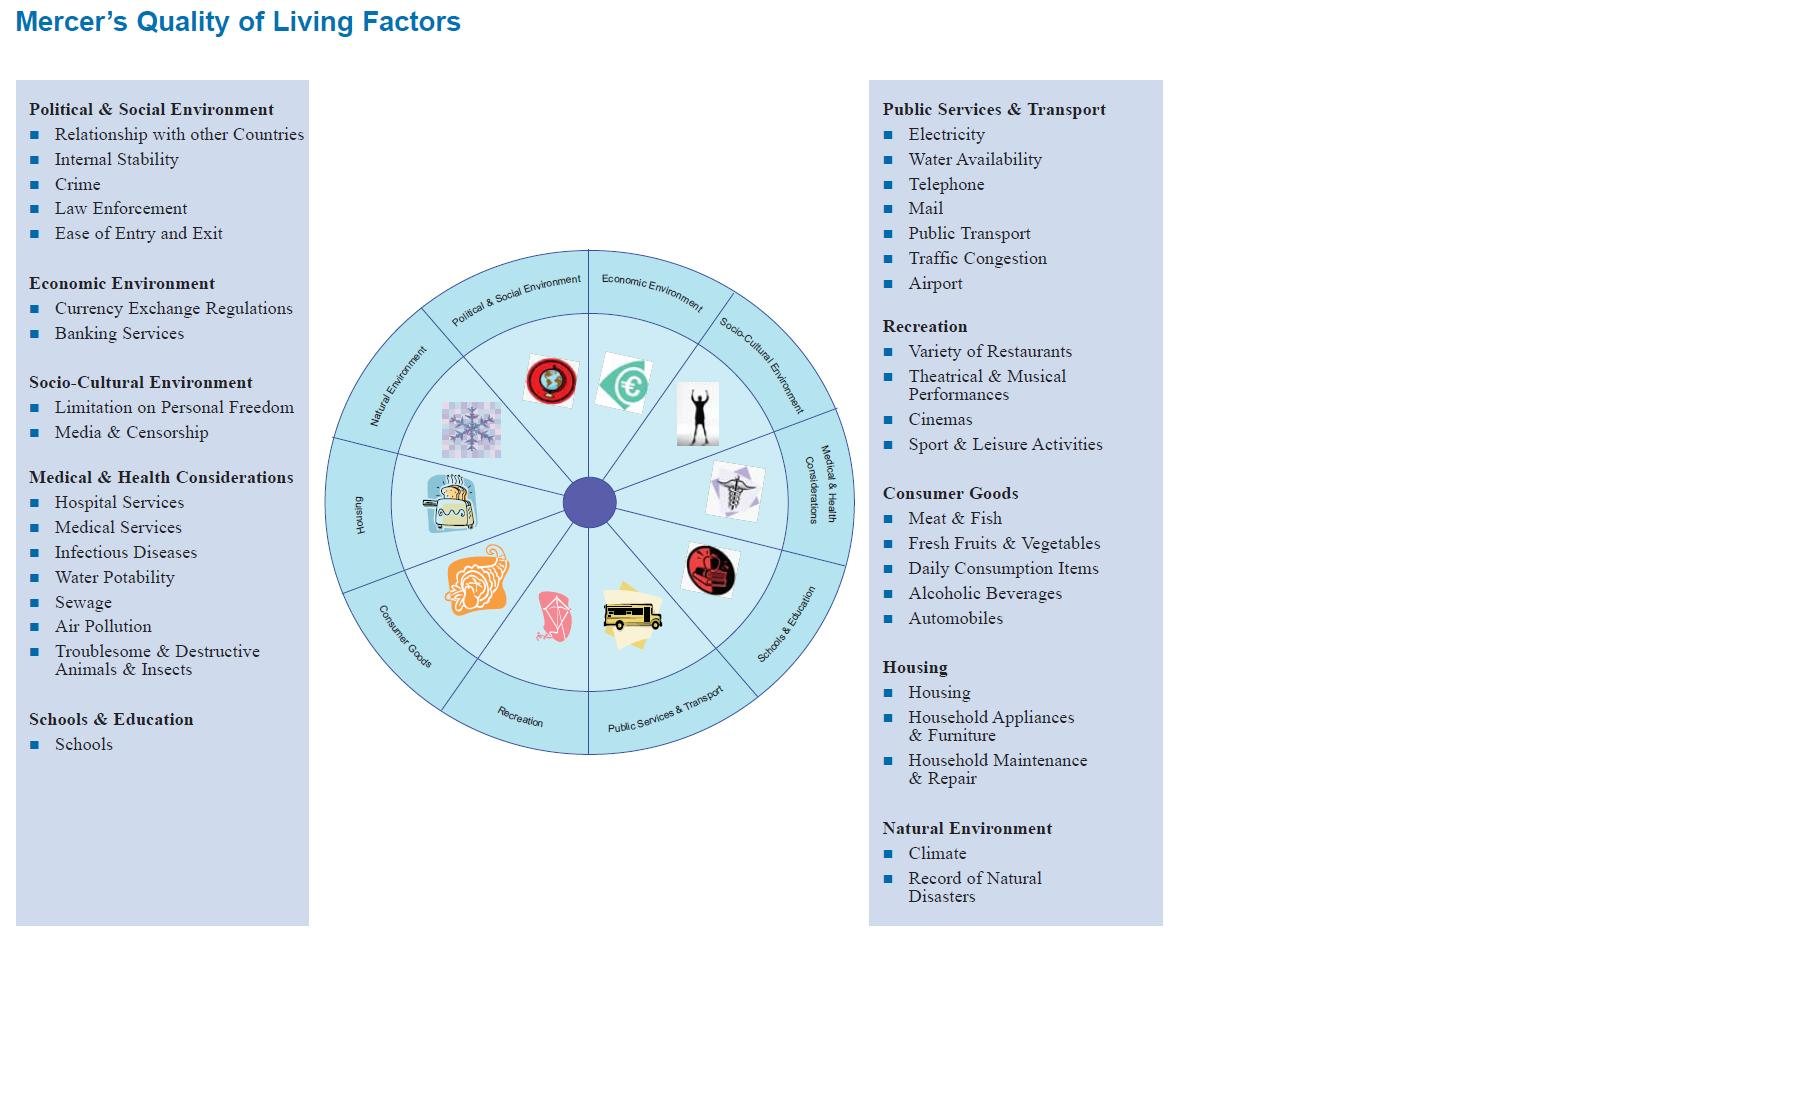 Mercer’s Quality of Living Factors
Political & Social Environment
Relationship with other Countries
Internal Stability
Crime
Law Enforcement
Ease of Entry and Exit
Economic Environment
Currency Exchange Regulations
Banking Services
Socio-Cultural Environment
Limitation on Personal Freedom
Media & Censorship
Medical & Health Considerations
Hospital Services
Medical Services
Infectious Diseases
Water Potability
Sewage
Air Pollution
Troublesome & Destructive
Animals & Insects
Schools & Education
Schools
Political & Social Environment
Economic Environment
Socio-Cultural Environment
Medical & Health
Considerations
Schools & Education
Public Services & Transport
Recreation
Consumer Goods
Housing
Natural Environment
Public Services & Transport
Electricity
Water Availability
Telephone
Mail
Public Transport
Traffic Congestion
Airport
Recreation
Variety of Restaurants
Theatrical & Musical
Performances
Cinemas
Sport & Leisure Activities
Consumer Goods
Meat & Fish
Fresh Fruits & Vegetables
Daily Consumption Items
Alcoholic Beverages
Automobiles
Housing
Housing
Household Appliances
& Furniture
Household Maintenance
& Repair
Natural Environment
Climate
Record of Natural
Disasters